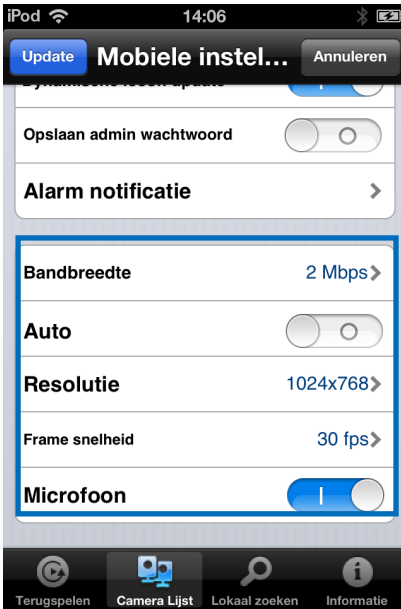 iPod 14:06
Update Mobiele instel... Annuleren
Opslaan admin wachtwoord
Alarm notificatie
Bandbreedte 2 Mbps
Auto
Resolutie 1024x768
Frame snelheid 30 fps
Microfoon
Terugspelen Camera Lijst Lokaal zoeken Informatie